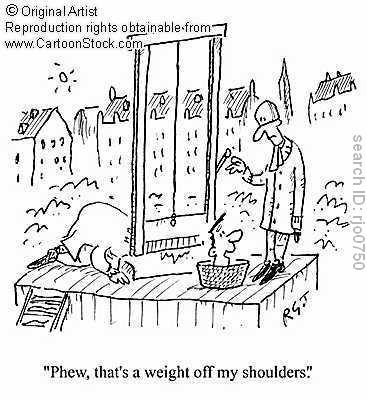 © Original Artist
Reproduction rights obtainable from
www.CartoonStock.com
search ID: rjo0750
R.G.T
"Phew, that's a weight off my shoulders."